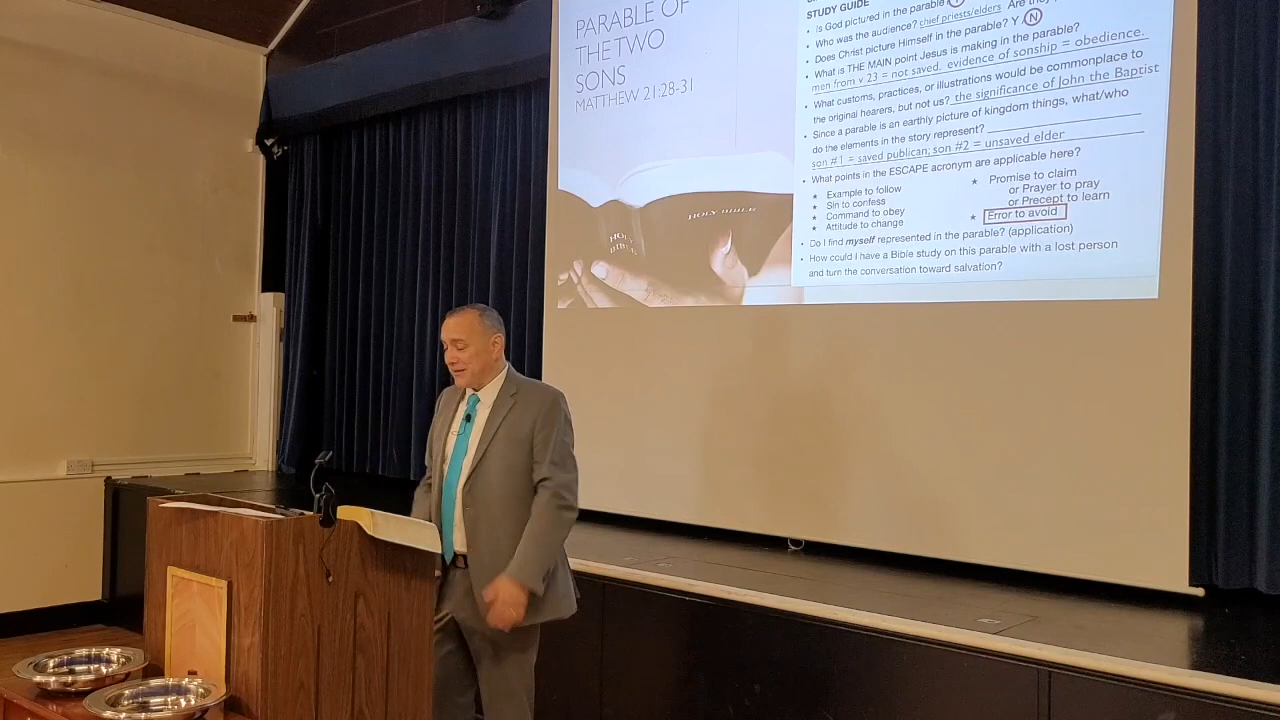 PARABLE OF
THE TWO
SONS
MATTHEW 21:28-31
HOLY BIBLE
HOLY
BIBLE
STUDY GUIDE
• Is God pictured in the parable
• Who was the audience? chief priests/elders Are they
• Does Christ picture Himself in the parable? Y N
• What is THE MAIN point Jesus is making in the parable?
men from v 23 = not saved. evidence of sonship = obedience.
• What customs, practices, or illustrations would be commonplace to
the original hearers, but not us? the significance of John the Baptist
• Since a parable is an earthly picture of kingdom things, what/who
do the elements in the story represent?
son #1 = saved publican; son #2 = unsaved elder
• What points in the ESCAPE acronym are applicable here?
★ Example to follow
★ Sin to confess
★ Command to obey
★ Attitude to change
★ Promise to claim
or Prayer to pray
or Precept to learn
★ Error to avoid
• Do I find myself represented in the parable? (application)
• How could I have a Bible study on this parable with a lost person
and turn the conversation toward salvation?